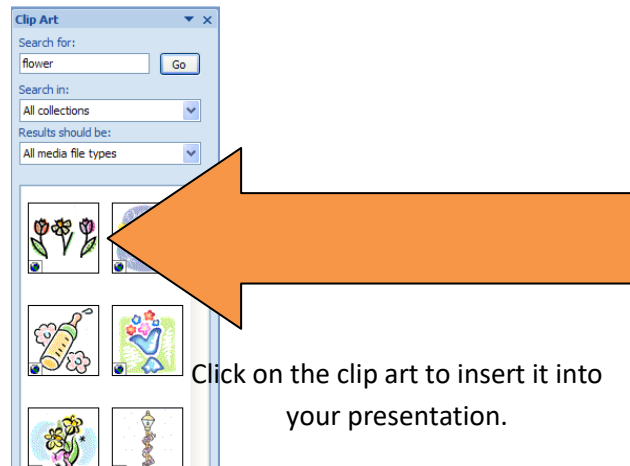 Clip Art
Search for:
flower Go
Search in:
All collections
Results should be:
All media file types
Click on the clip art to insert it into
your presentation.